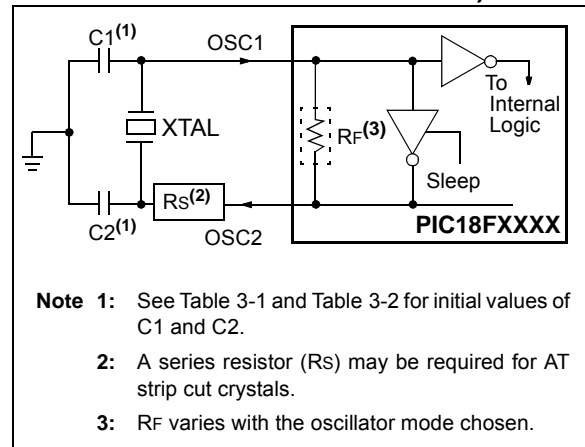 C1(1)
OSC1
To
Internal
Logic
XTAL
RF(3)
Sleep
C2(1)
RS(2)
OSC2
PIC18FXXXX
Note 1: See Table 3-1 and Table 3-2 for initial values of
C1 and C2.
2: A series resistor (RS) may be required for AT
strip cut crystals.
3: RF varies with the oscillator mode chosen.